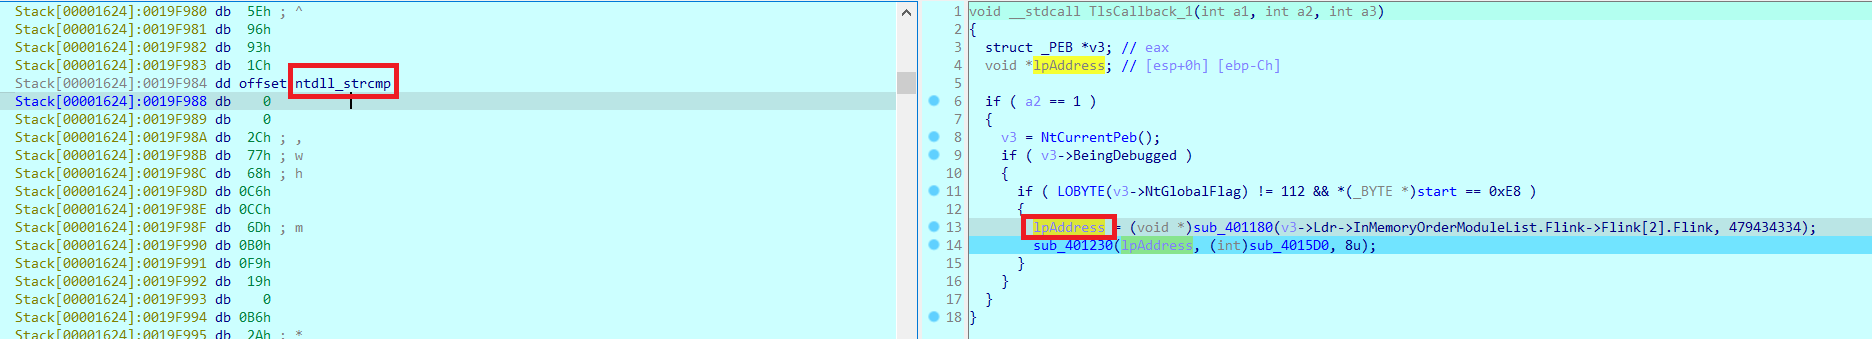 Stack[00001624]:0019F980 db 5Eh ; ^
Stack[00001624]:0019F981 db 96h
Stack[00001624]:0019F982 db 93h
Stack[00001624]:0019F983 db 1Ch
Stack[00001624]:0019F984 dd offset ntdll_strcmp
Stack[00001624]:0019F988 db 0
Stack[00001624]:0019F989 db 0
Stack[00001624]:0019F98A db 2Ch ; ,
Stack[00001624]:0019F98B db 77h ; w
Stack[00001624]:0019F98C db 68h ; h
Stack[00001624]:0019F98D db 0C6h
Stack[00001624]:0019F98E db 0CCh
Stack[00001624]:0019F98F db 6Dh ; m
Stack[00001624]:0019F990 db 0B0h
Stack[00001624]:0019F991 db 0F9h
Stack[00001624]:0019F992 db 19h
Stack[00001624]:0019F993 db 0
Stack[00001624]:0019F994 db 0B6h
Stack[00001624]:0019F995 db 2Ah ; *
1 void __stdcall TlsCallback_1(int a1, int a2, int a3)
2 {
3 struct _PEB *v3; // eax
4 void *lpAddress; // [esp+0h] [ebp-Ch]
5
6 if ( a2 == 1 )
7 {
8 v3 = NtCurrentPeb();
9 if ( v3->BeingDebugged )
10 {
11 if ( LOBYTE(v3->NtGlobalFlag) != 112 && *(_BYTE *)start == 0xE8 )
12 {
13 lpAddress = (void *)sub_401180(v3->Ldr->InMemoryOrderModuleList.Flink->Flink[2].Flink, 479434334);
14 sub_401230(lpAddress, (int)sub_4015D0, 8u);
15 }
16 }
17 }
18 }